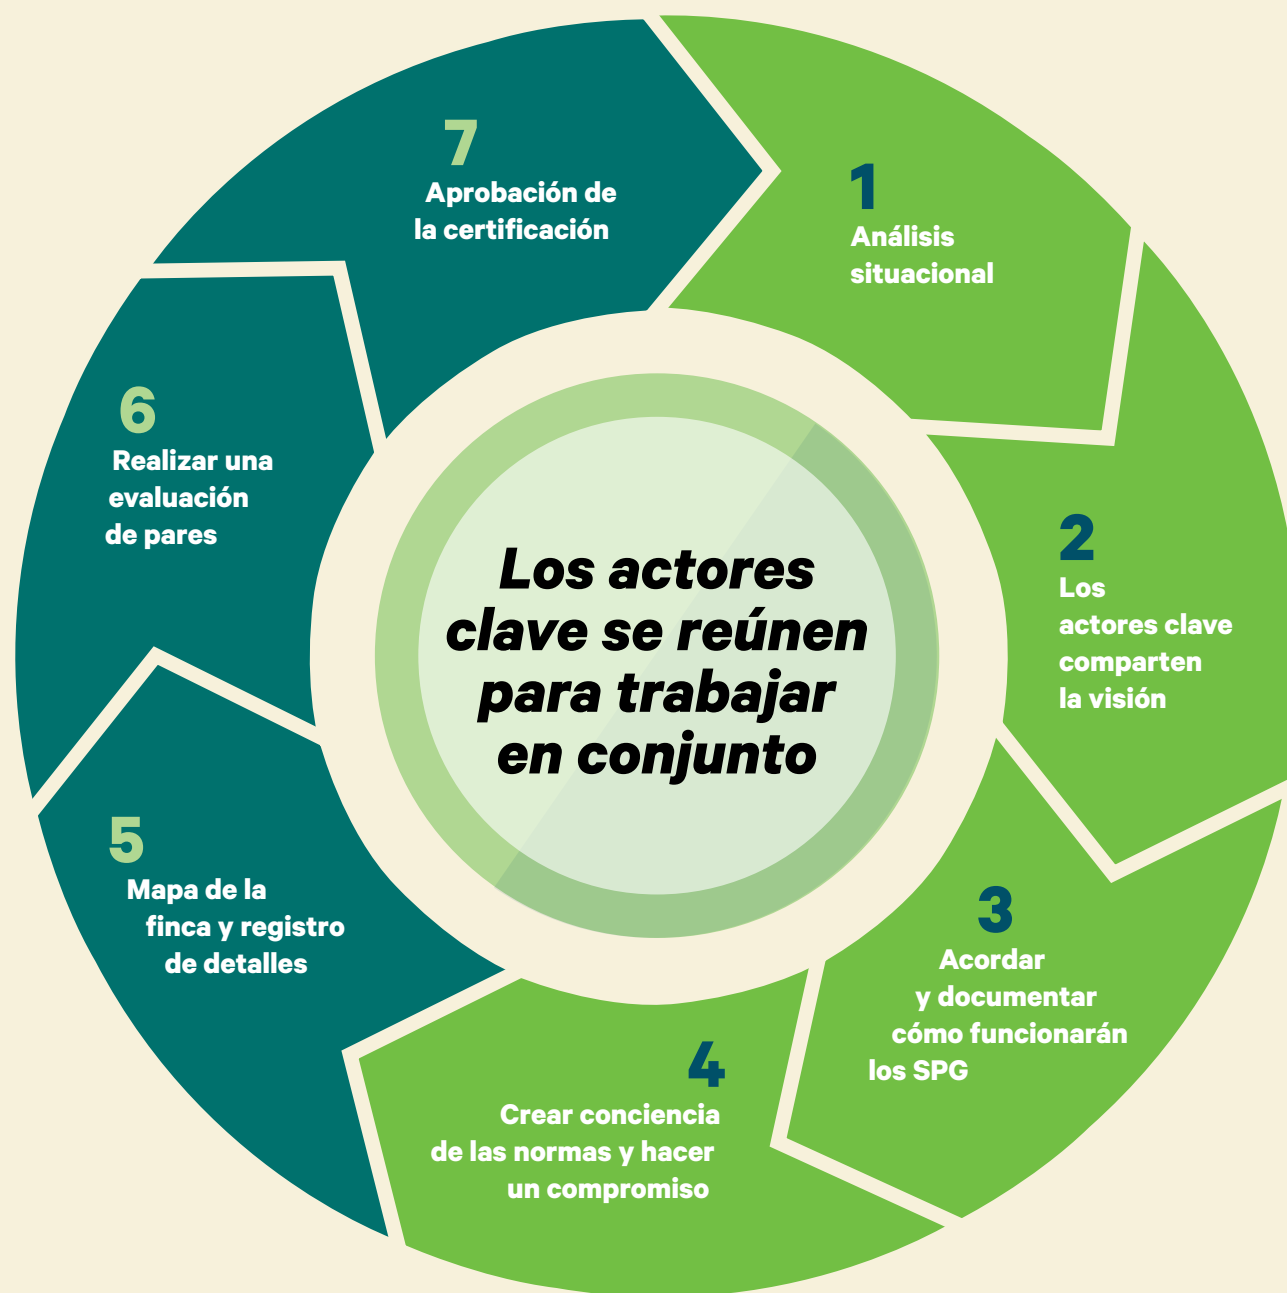 1
Análisis
situacional
2
Los
actores clave
comparten
la visión
3
Acordar
y documentar
cómo funcionarán
los SPG
4
Crear conciencia
de las normas y hacer
un compromiso
5
Mapa de la
finca y registro
de detalles
6
Realizar una
evaluación
de pares
7
Aprobación de
la certificación
Los actores
clave se reúnen
para trabajar
en conjunto